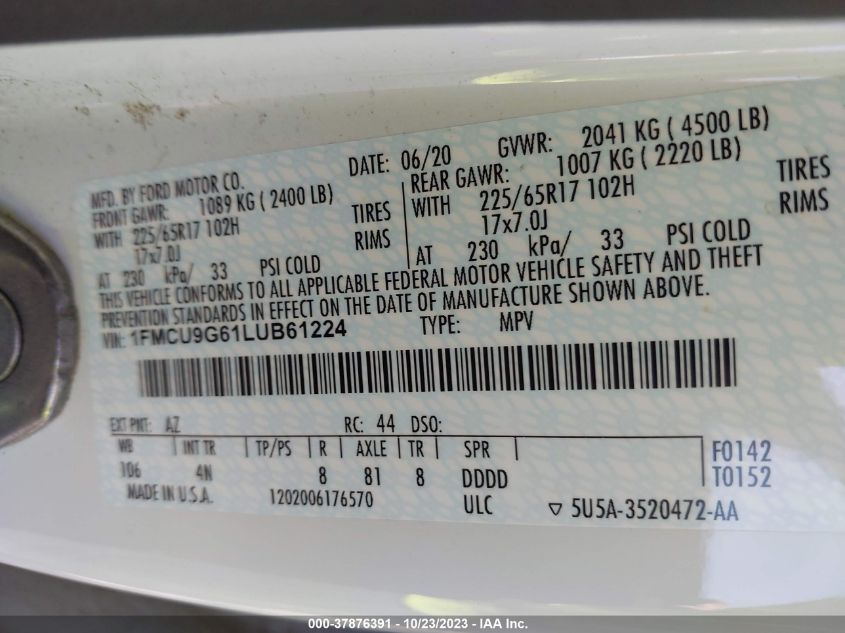 MFD. BY FORD MOTOR CO.
DATE: 06/20 GVWR: 2041 KG ( 4500 LB)
FRONT GAWR: 1089 KG ( 2400 LB)
REAR GAWR: 1007 KG ( 2220 LB)
WITH 225/65R17 102H TIRES
17x7.0J RIMS
AT 230 kPa/ 33 PSI COLD
WITH 225/65R17 102H TIRES
17x7.0J RIMS
AT 230 kPa/ 33 PSI COLD
THIS VEHICLE CONFORMS TO ALL APPLICABLE FEDERAL MOTOR VEHICLE SAFETY AND THEFT
PREVENTION STANDARDS IN EFFECT ON THE DATE OF MANUFACTURE SHOWN ABOVE.
VIN: 1FMCU9G61LUB61224 TYPE: MPV
EXT PNT: AZ RC: 44 DSO:
WB INT TR TP/PS R AXLE TR SPR
106 4N 8 81 8 DDDD
F0142
T0152
MADE IN U.S.A. 1202006176570 ULC ▽ 5U5A-3520472-AA
000-37876391 - 10/23/2023 - IAA Inc.